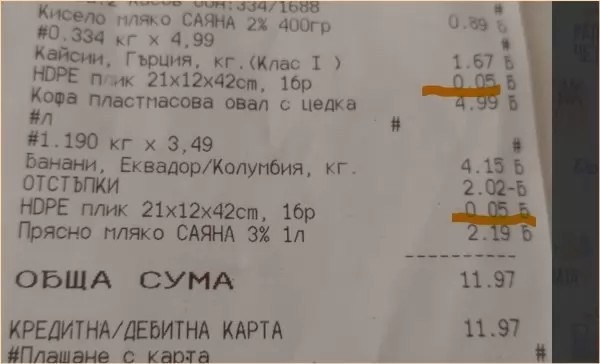 Кисело мляко САЯНА 2% 400гр 0.89 Б
#0.334 кг x 4,99 #
Кайсии, Гърция, кг.(Клас I ) 1.67 Б
HDPE плик 21x12x42cm, 16р 0.05 Б
Кофа пластмасова овал с цедка 4.99 Б
#л #
#1.190 кг x 3,49 #
Банани, Еквадор/Колумбия, кг. 4.15 Б
ОТСТЪПКИ 2.02-Б
HDPE плик 21x12x42cm, 16р 0.05 Б
Прясно мляко САЯНА 3% 1л 2.19 Б
----------
ОБЩА СУМА 11.97
КРЕДИТНА/ДЕБИТНА КАРТА 11.97
#Плащане с карта #